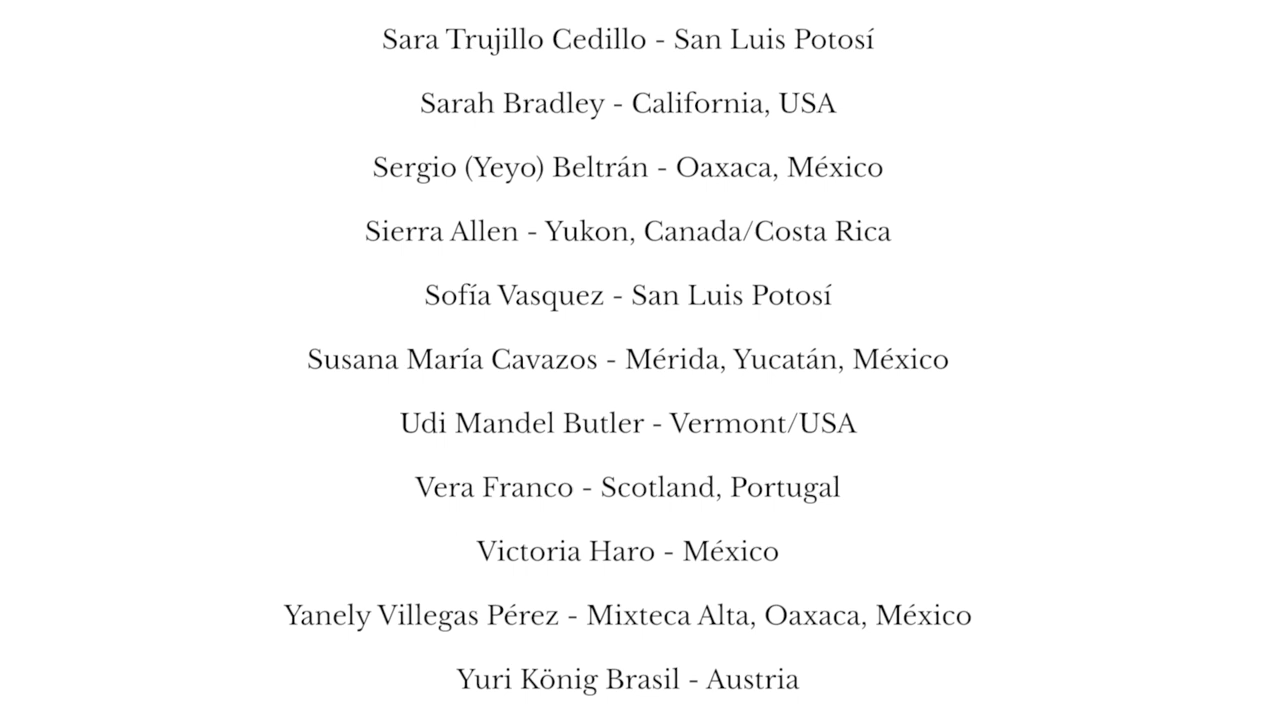 Sara Trujillo Cedillo - San Luis Potosí
Sarah Bradley - California, USA
Sergio (Yeyo) Beltrán - Oaxaca, México
Sierra Allen - Yukon, Canada/Costa Rica
Sofía Vasquez - San Luis Potosí
Susana María Cavazos - Mérida, Yucatán, México
Udi Mandel Butler - Vermont/USA
Vera Franco - Scotland, Portugal
Victoria Haro - México
Yanely Villegas Pérez - Mixteca Alta, Oaxaca, México
Yuri König Brasil - Austria